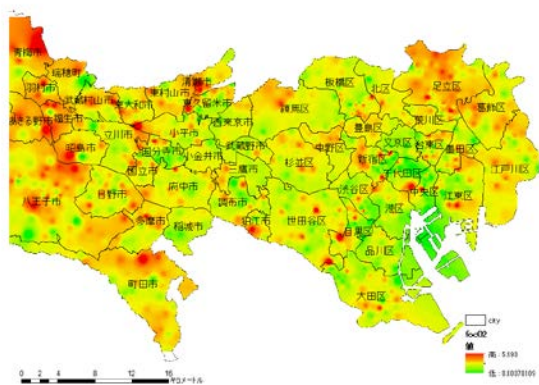 青梅市
瑞穂町
羽村市
武蔵村山市
福生市
あきる野市
昭島市
立川市
東大和市
東村山市
清瀬市
東久留米市
西東京市
小平市
国分寺市
小金井市
国立市
武蔵野市
三鷹市
府中市
調布市
狛江市
日野市
八王子市
多摩市
稲城市
町田市
板橋区
北区
足立区
葛飾区
荒川区
豊島区
練馬区
中野区
杉並区
文京区
台東区
墨田区
新宿区
千代田区
江戸川区
渋谷区
中央区
江東区
港区
世田谷区
目黒区
品川区
大田区
city
値
0 2 4 8 12 16
キロメートル